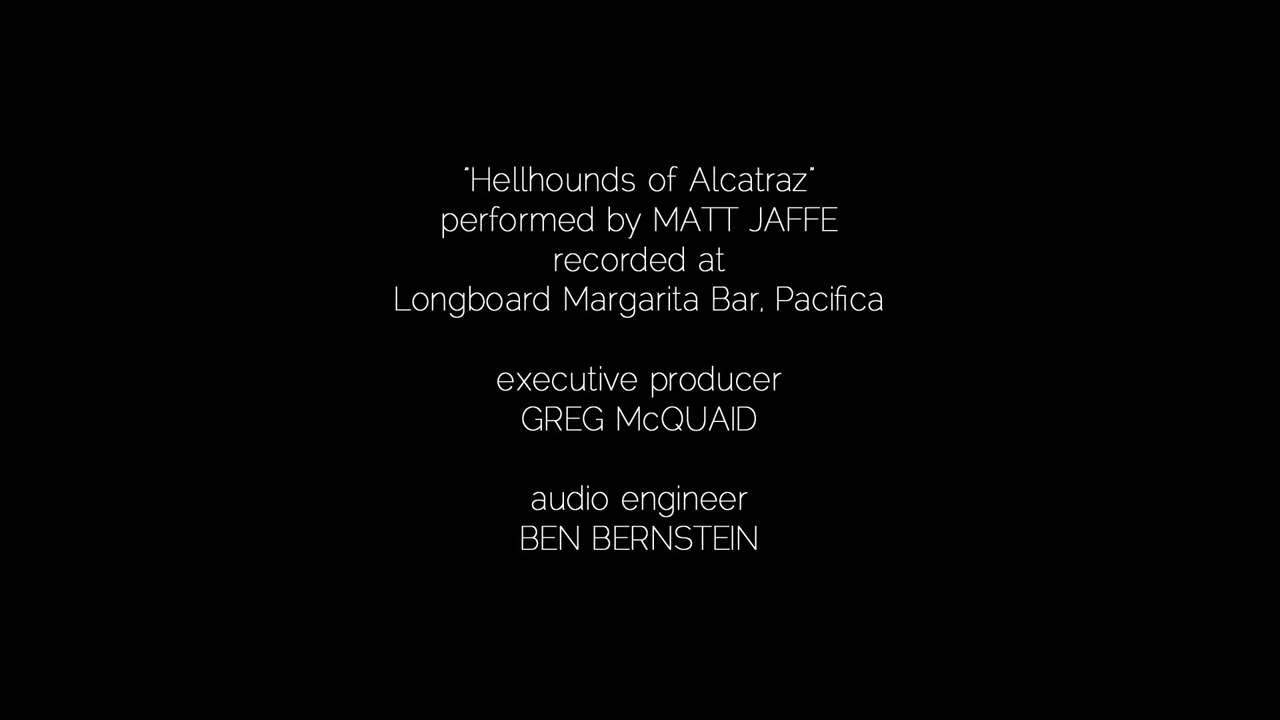 "Hellhounds of Alcatraz"
performed by MATT JAFFE
recorded at
Longboard Margarita Bar, Pacifica
executive producer
GREG McQUAID
audio engineer
BEN BERNSTEIN